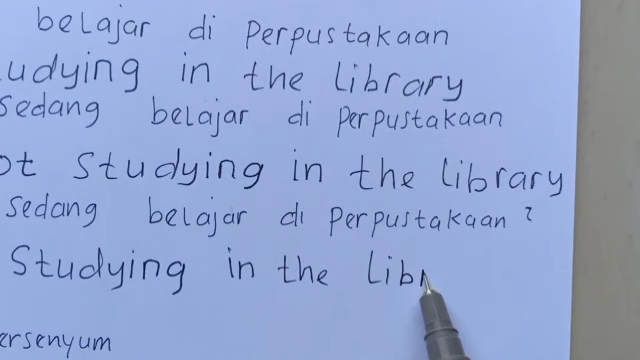 belajar di perpustakaan
udying in the library
sedang belajar di perpustakaan
ot studying in the library
sedang belajar di perpustakaan ?
Studying in the libr
ersenyum